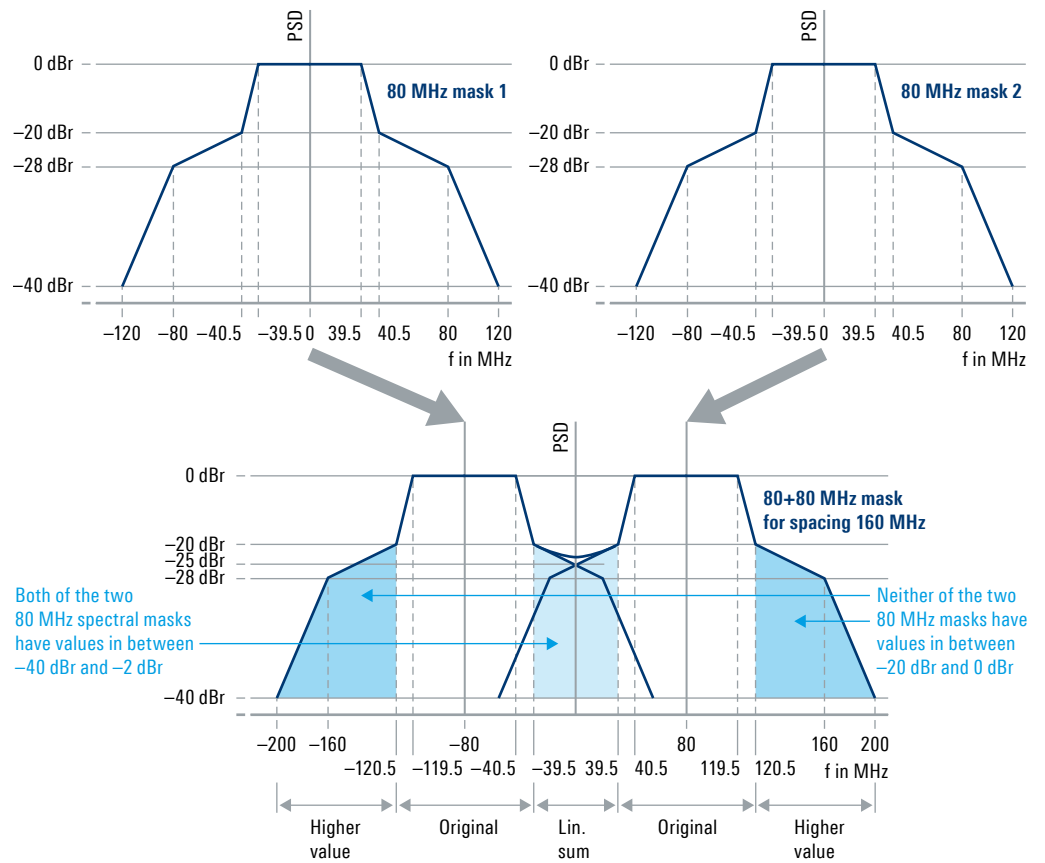 PSD
0 dBr
80 MHz mask 1
–20 dBr
–28 dBr
–40 dBr
–120 –80 –40.5 –39.5 0 39.5 40.5 80 120
f in MHz
PSD
0 dBr
80 MHz mask 2
–20 dBr
–28 dBr
–40 dBr
–120 –80 –40.5 –39.5 0 39.5 40.5 80 120
f in MHz
PSD
0 dBr
80+80 MHz mask
for spacing 160 MHz
–20 dBr
–25 dBr
–28 dBr
–40 dBr
Both of the two
80 MHz spectral masks
have values in between
–40 dBr and –2 dBr
Neither of the two
80 MHz masks have
values in between
–20 dBr and 0 dBr
–200 –160 –80 80 160 200
–120.5 –119.5 –40.5 –39.5 39.5 40.5 119.5 120.5 f in MHz
Higher
value
Original
Lin.
sum
Original
Higher
value